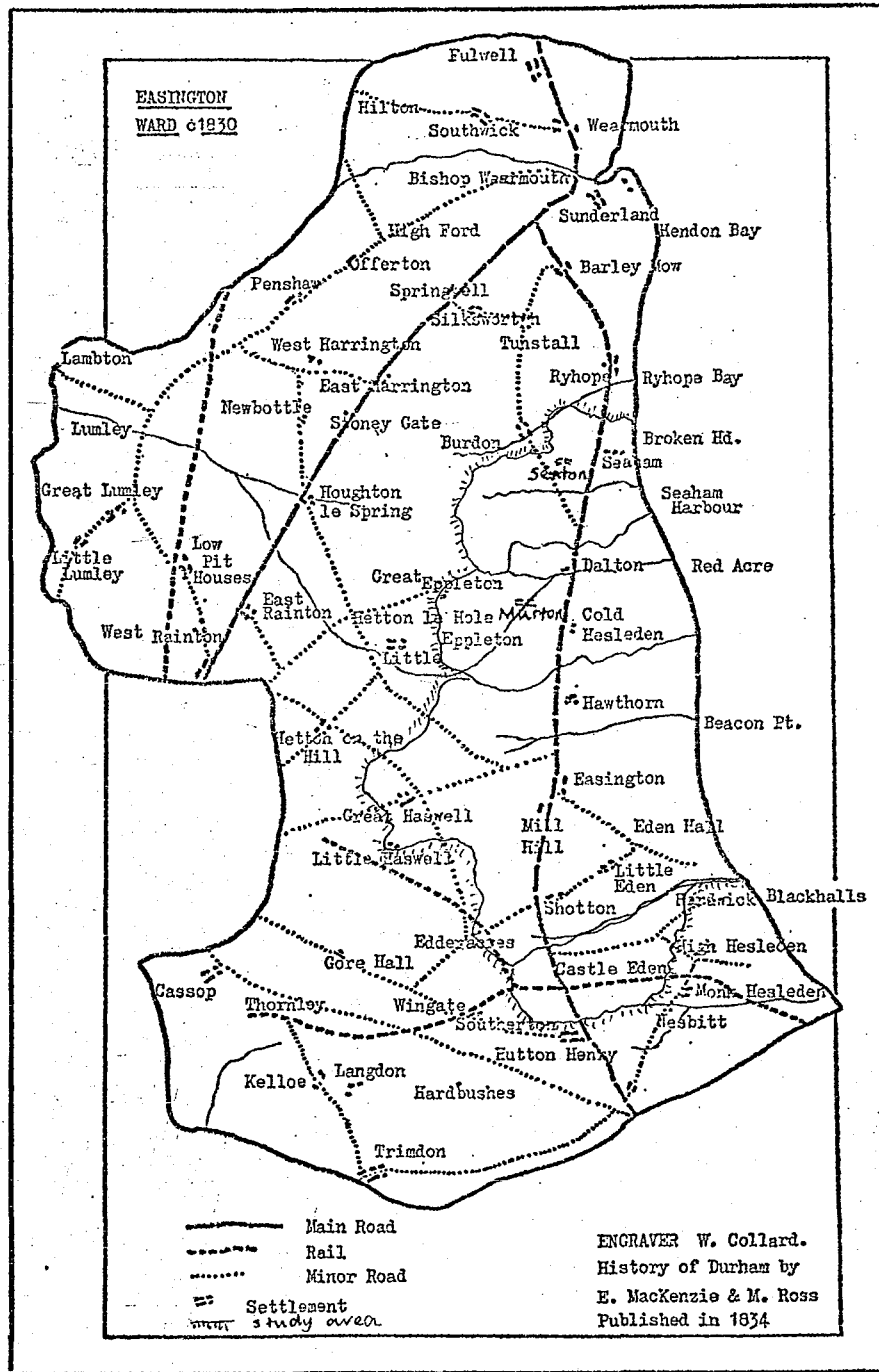 EASINGTON
WARD c1830
Fulwell
Hilton
Southwick
Wearmouth
Bishop Wearmouth
Sunderland
Hendon Bay
High Ford
Offerton
Barley Mow
Penshaw
Springwell
Silksworth
Tunstall
West Harrington
Lambton
East Harrington
Ryhope
Ryhope Bay
Newbottle
Stoney Gate
Lumley
Burdon
Broken Hd.
Seaham
Seaton
Great Lumley
Houghton
le Spring
Seaham
Harbour
Little
Lumley
Low
Pit
Houses
Great Eppleton
Dalton
Red Acre
East
Rainton
Hetton le Hole
Murton
Cold
Hesleden
West Rainton
Little
Eppleton
Hawthorn
Beacon Pt.
Hetton on the
Hill
Easington
Great Haswell
Mill
Hill
Eden Hall
Little Haswell
Little
Eden
Shotton
Hardwick
Blackhalls
Edderacres
High Hesleden
Gore Hall
Castle Eden
Cassop
Monk Hesleden
Thornley
Wingate
Southerton
Nesbitt
Hutton Henry
Langdon
Kelloe
Hardbushes
Trimdon
Main Road
Rail
Minor Road
Settlement
study area
ENGRAVER W. Collard.
History of Durham by
E. MacKenzie & M. Ross
Published in 1834